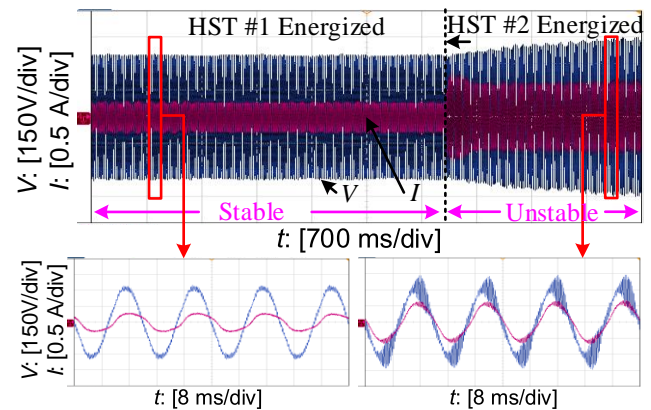 HST #1 Energized
HST #2 Energized
V: [150V/div]
I: [0.5 A/div]
V
I
Stable
Unstable
t: [700 ms/div]
V: [150V/div]
I: [0.5 A/div]
t: [8 ms/div]
t: [8 ms/div]